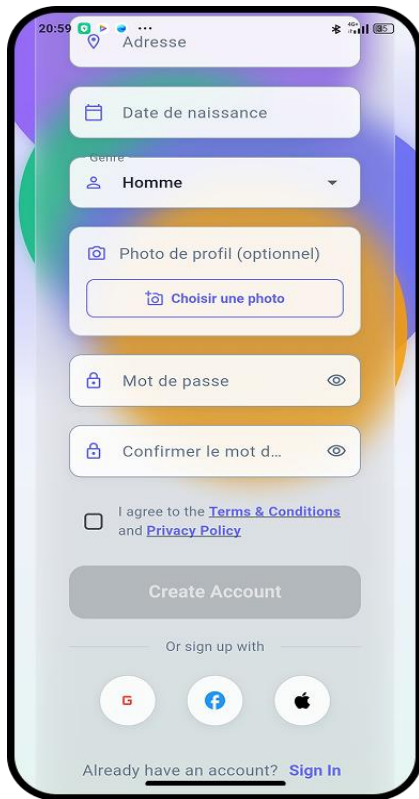 20:59
4G+
35
Adresse
Date de naissance
Genre
Homme
Photo de profil (optionnel)
Choisir une photo
Mot de passe
Confirmer le mot d...
I agree to the Terms & Conditions
and Privacy Policy
Create Account
Or sign up with
G
Already have an account? Sign In